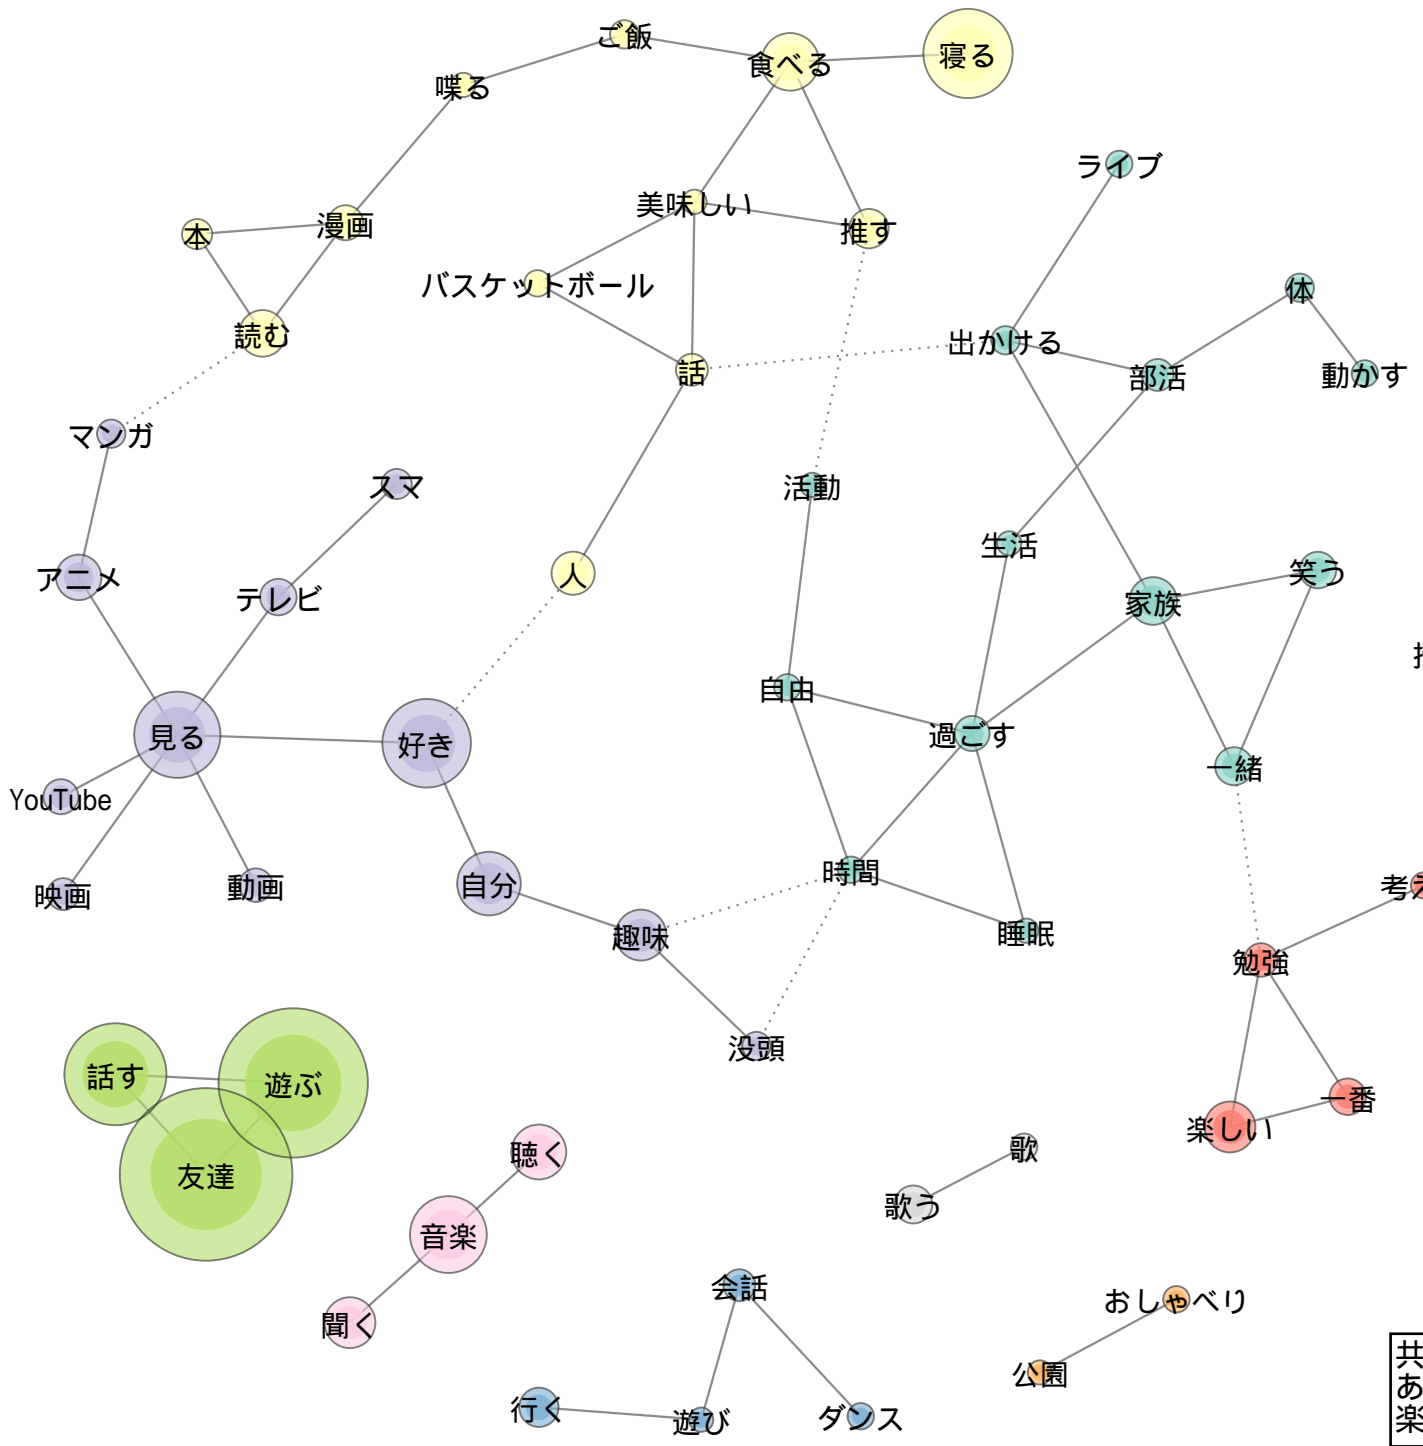 ご飯
食べる
寝る
喋る
ライブ
美味しい
漫画
推す
本
バスケットボール
体
読む
出かける
話
部活
動かす
マンガ
スマ
活動
生活
アニメ
テレビ
人
笑う
家族
自由
見る
好き
過ごす
一緒
YouTube
映画
動画
自分
時間
考え
趣味
睡眠
勉強
没頭
話す
遊ぶ
友達
一番
楽しい
聴く
歌
音楽
歌う
聞く
会話
おしゃべり
公園
行く
遊び
ダンス
共
あ
楽